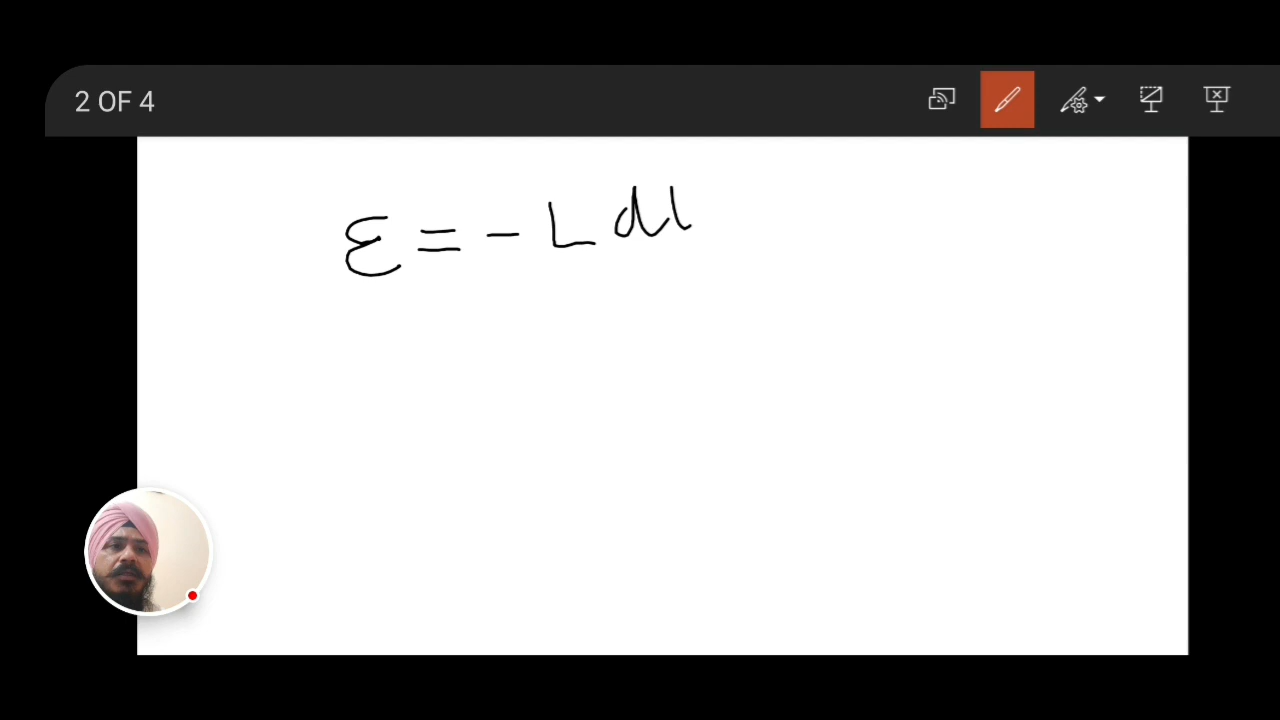 2 OF 4
ε = - L dI